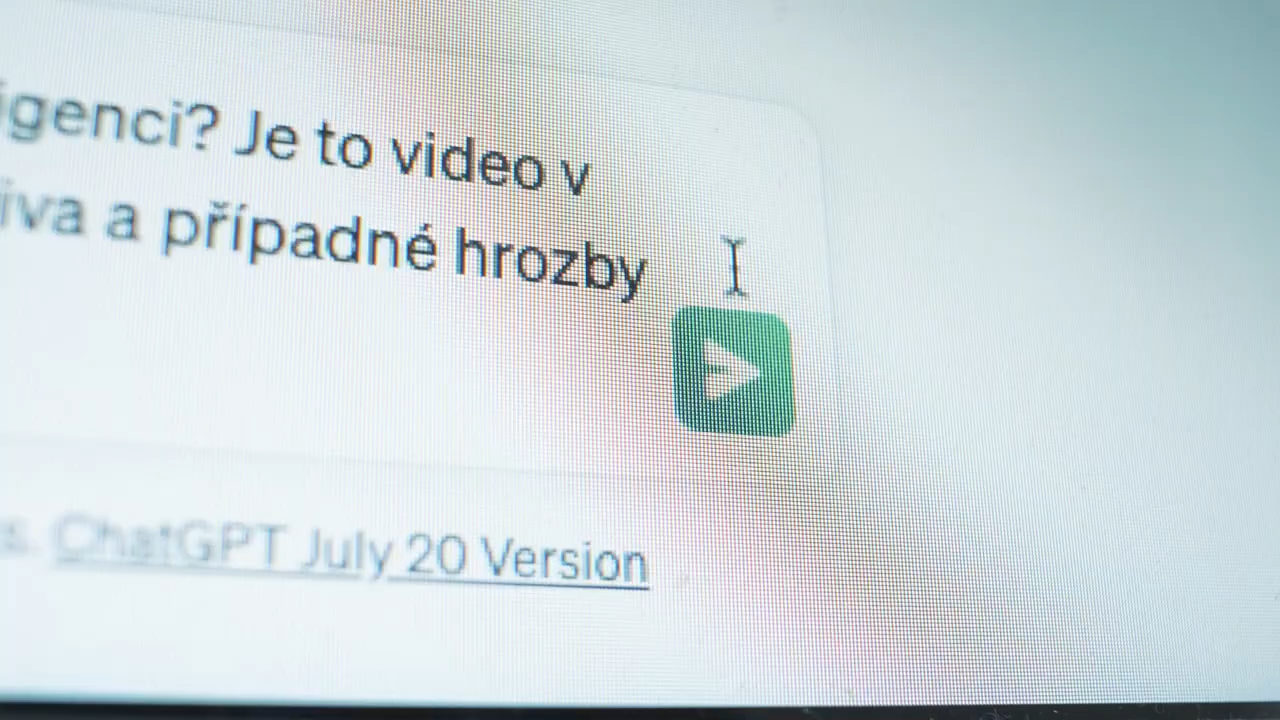 igenci? Je to video v
iva a případné hrozby
s. ChatGPT July 20 Version